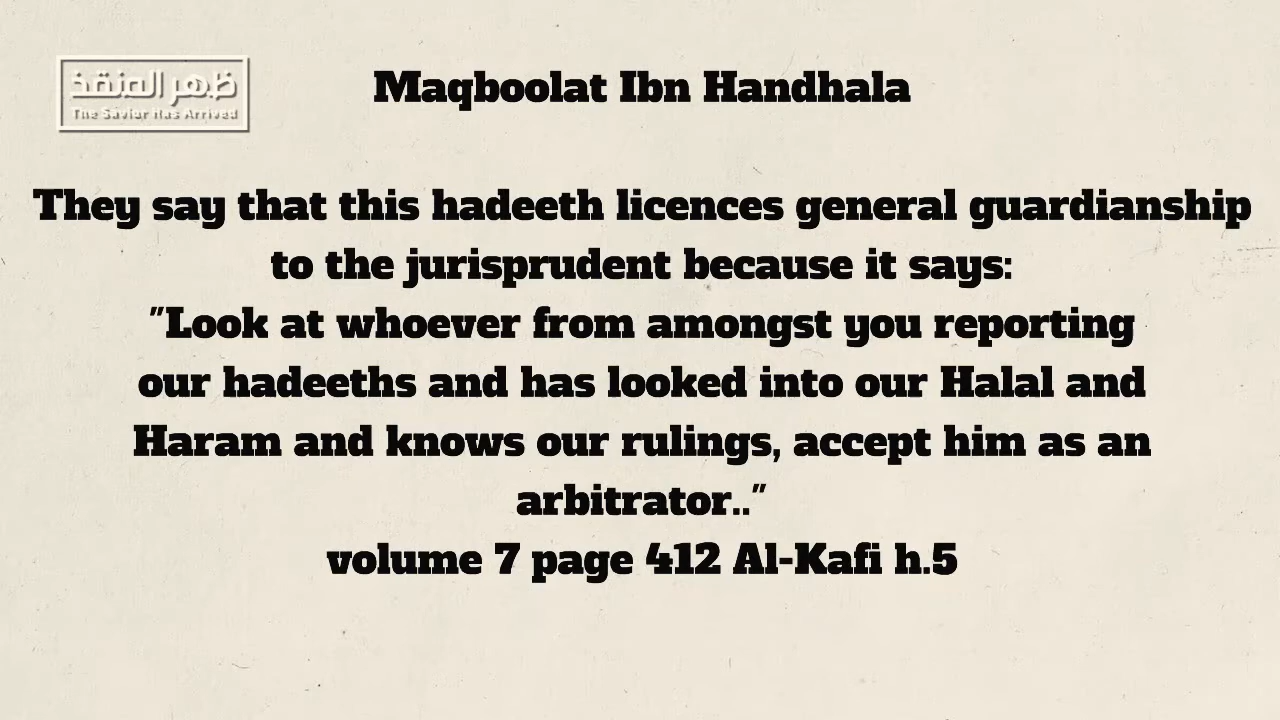 ظهر المنقذ
The Savior Has Arrived
Maqboolat Ibn Handhala
They say that this hadeeth licences general guardianship
to the jurisprudent because it says:
"Look at whoever from amongst you reporting
our hadeeths and has looked into our Halal and
Haram and knows our rulings, accept him as an
arbitrator.."
volume 7 page 412 Al-Kafi h.5